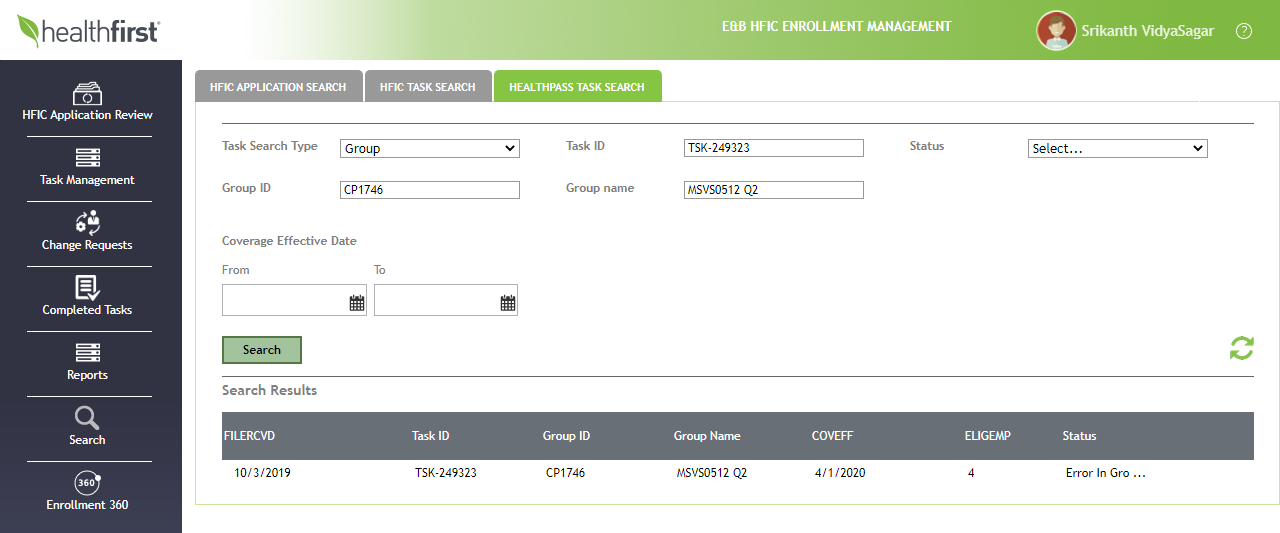 healthfirst
E&B HFIC ENROLLMENT MANAGEMENT
Srikanth VidyaSagar
?
HFIC Application Review
Task Management
Change Requests
Completed Tasks
Reports
Search
360
Enrollment 360
HFIC APPLICATION SEARCH HFIC TASK SEARCH HEALTHPASS TASK SEARCH
Task Search Type Group Task ID TSK-249323 Status Select...
Group ID CP1746 Group name MSVS0512 Q2
Coverage Effective Date
From To
Search
Search Results
FILERCVD Task ID Group ID Group Name COVEFF ELIGEMP Status
10/3/2019 TSK-249323 CP1746 MSVS0512 Q2 4/1/2020 4 Error In Gro ...